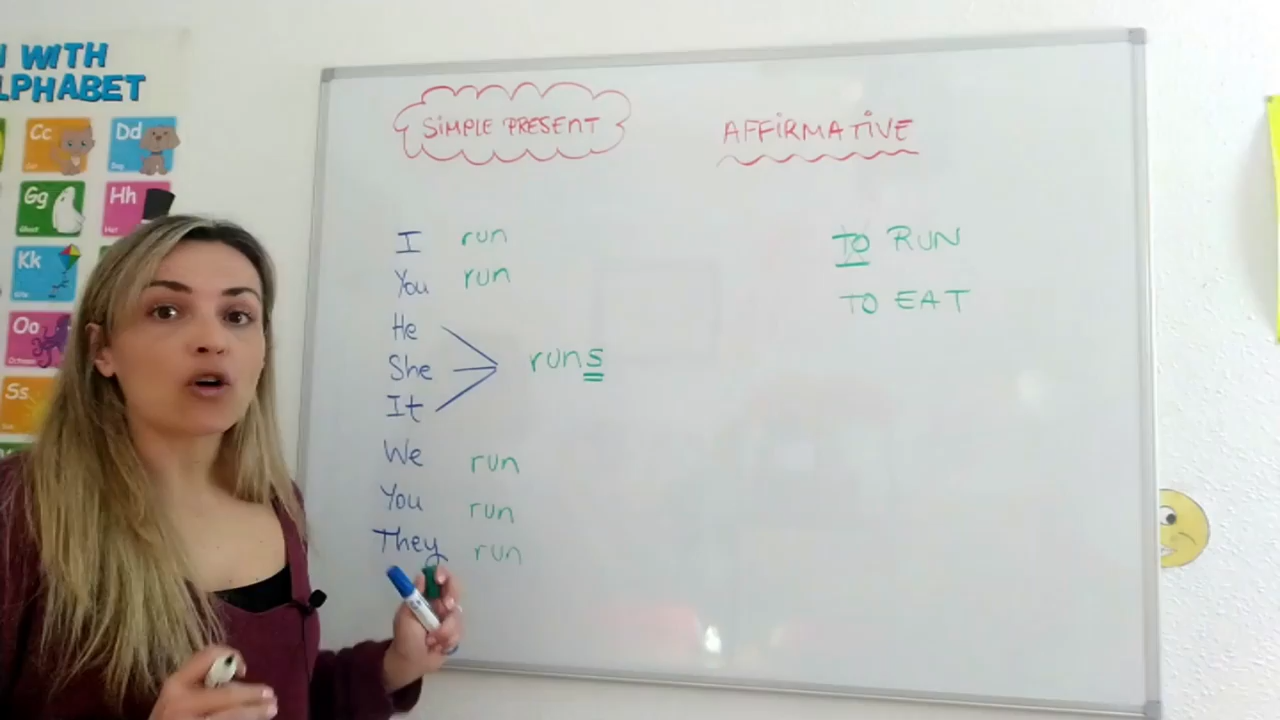 N WITH
LPHABET
Cc
Dd
Gg
Hh
Kk
Oo
Ss
SIMPLE PRESENT
AFFIRMATIVE
I run
You run
He
She
It
runs
We run
You run
They run
TO RUN
TO EAT